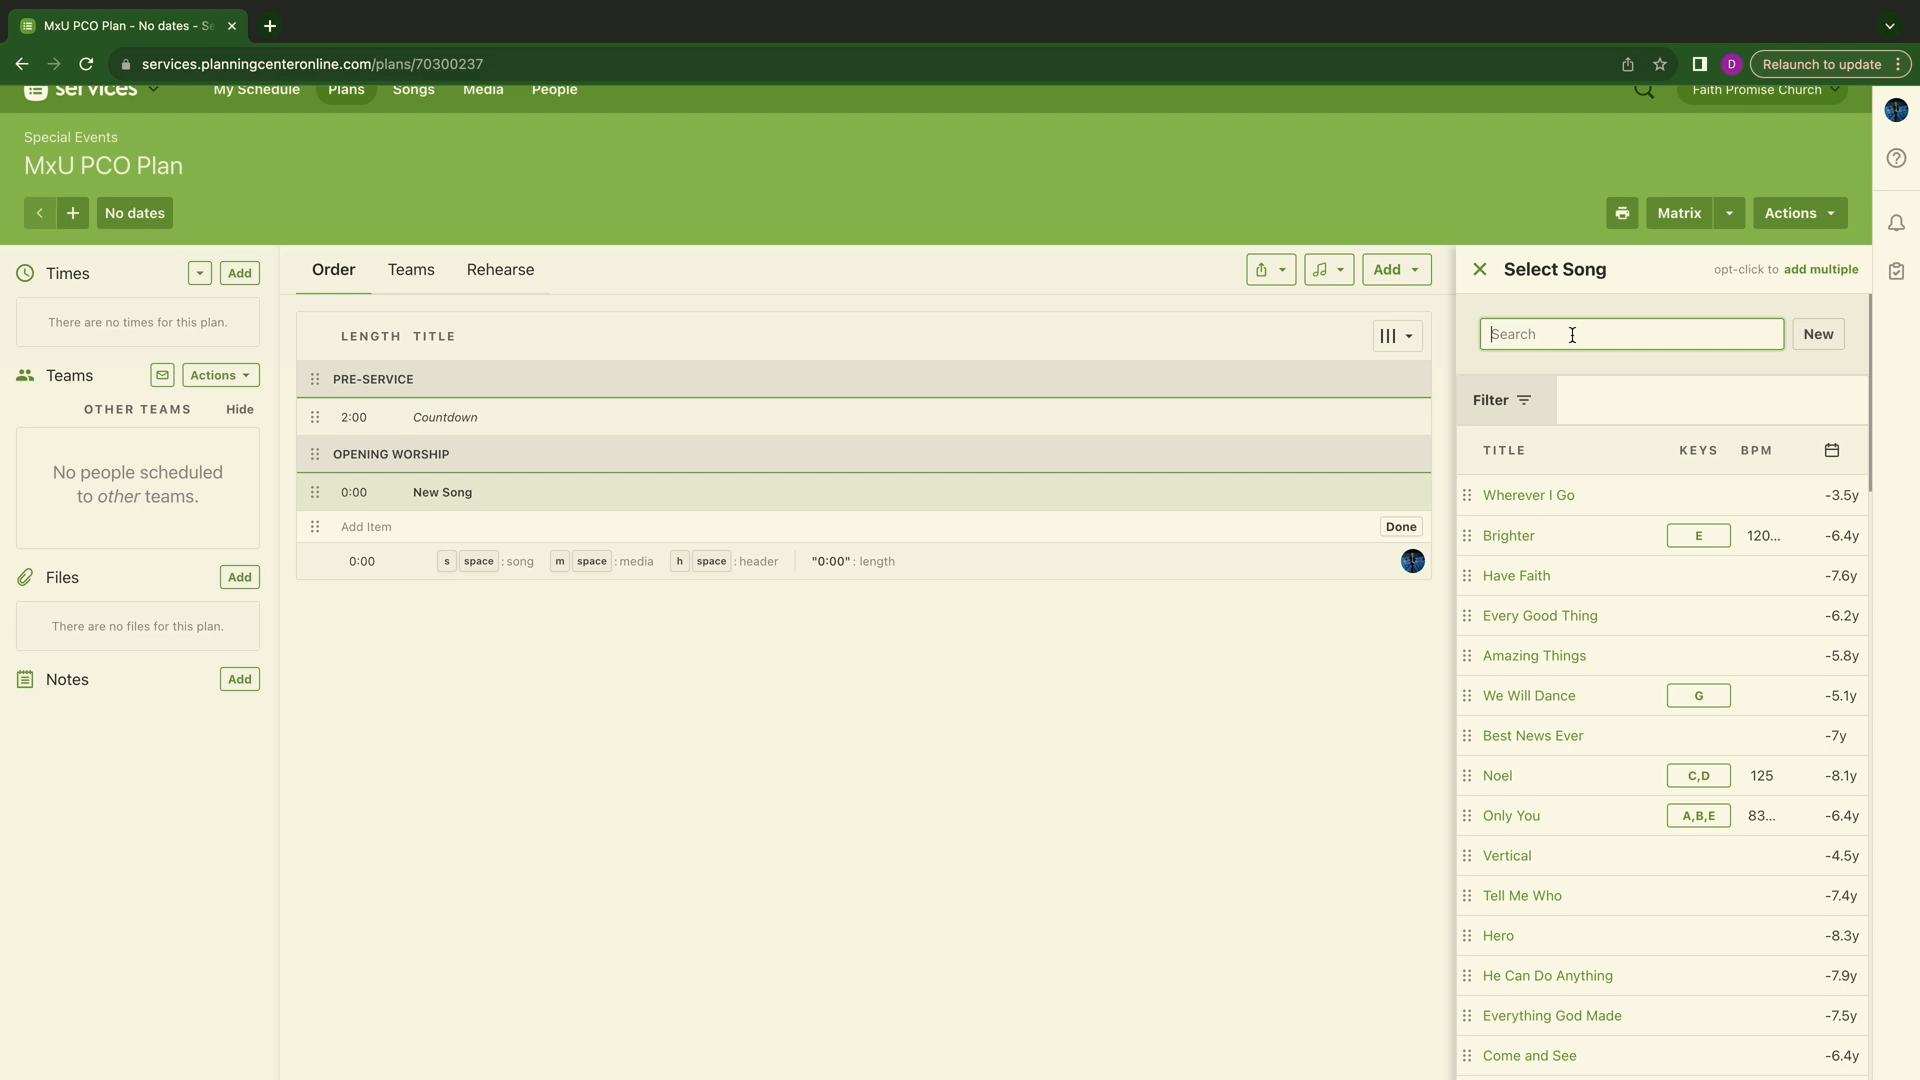 MxU PCO Plan - No dates - Se
services.planningcenteronline.com/plans/70300237
D
Relaunch to update
services
My Schedule
Plans
Songs
Media
People
Faith Promise Church
Special Events
MxU PCO Plan
No dates
Matrix
Actions
Times
Add
There are no times for this plan.
Teams
Actions
OTHER TEAMS
Hide
No people scheduled
to other teams.
Files
Add
There are no files for this plan.
Notes
Add
Order
Teams
Rehearse
Add
LENGTH TITLE
PRE-SERVICE
2:00 Countdown
OPENING WORSHIP
0:00 New Song
Add Item
Done
0:00 s space : song m space : media h space : header "0:00" : length
Select Song
opt-click to add multiple
Search
New
Filter
TITLE KEYS BPM
Wherever I Go -3.5y
Brighter E 120... -6.4y
Have Faith -7.6y
Every Good Thing -6.2y
Amazing Things -5.8y
We Will Dance G -5.1y
Best News Ever -7y
Noel C,D 125 -8.1y
Only You A,B,E 83... -6.4y
Vertical -4.5y
Tell Me Who -7.4y
Hero -8.3y
He Can Do Anything -7.9y
Everything God Made -7.5y
Come and See -6.4y